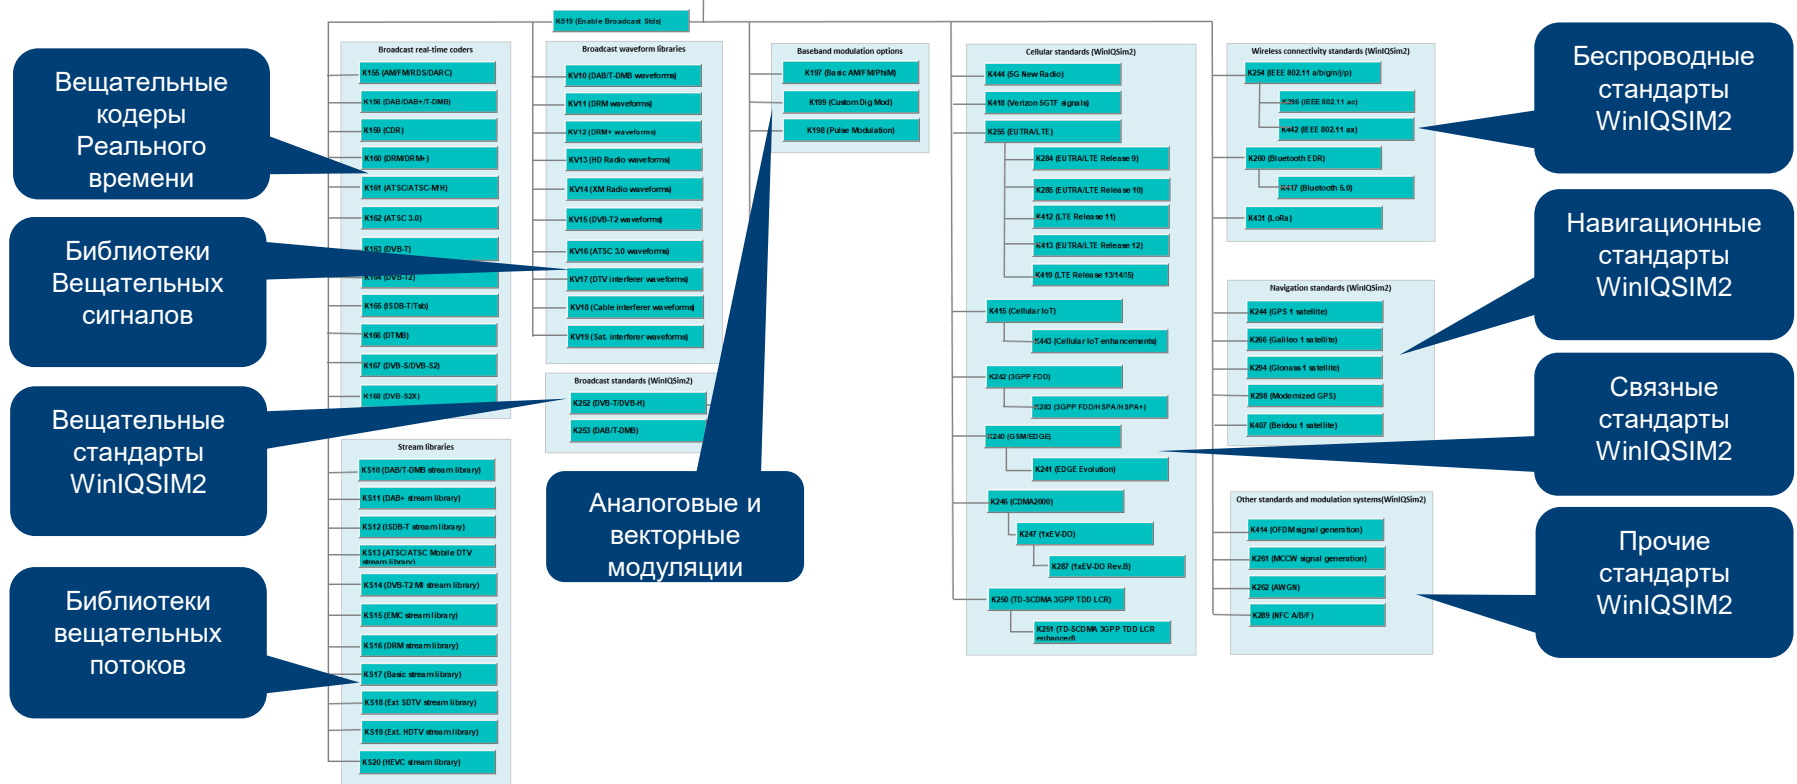 K519 (Enable Broadcast Stds)
Вещательные
кодеры
Реального
времени
Библиотеки
Вещательных
сигналов
Вещательные
стандарты
WinIQSIM2
Библиотеки
вещательных
потоков
Broadcast real-time coders
K155 (AM/FM/RDS/DARC)
K156 (DAB/DAB+/T-DMB)
K159 (CDR)
K160 (DRM/DRM+)
K161 (ATSC/ATSC-M/H)
K162 (ATSC 3.0)
K163 (DVB-T)
K164 (DVB-T2)
K165 (ISDB-T/Tsb)
K166 (DTMB)
K167 (DVB-S/DVB-S2)
K168 (DVB-S2X)
Stream libraries
KS10 (DAB/T-DMB stream library)
KS11 (DAB+ stream library)
KS12 (ISDB-T stream library)
KS13 (ATSC/ATSC Mobile DTV
stream library)
KS14 (DVB-T2 MI stream library)
KS15 (EMC stream library)
KS16 (DRM stream library)
KS17 (Basic stream library)
KS18 (Ext SDTV stream library)
KS19 (Ext. HDTV stream library)
KS20 (HEVC stream library)
Broadcast waveform libraries
KV10 (DAB/T-DMB waveforms)
KV11 (DRM waveforms)
KV12 (DRM+ waveforms)
KV13 (HD Radio waveforms)
KV14 (XM Radio waveforms)
KV15 (DVB-T2 waveforms)
KV16 (ATSC 3.0 waveforms)
KV17 (DTV interferer waveforms)
KV18 (Cable interferer waveforms)
KV19 (Sat. interferer waveforms)
Broadcast standards (WinIQSim2)
K252 (DVB-T/DVB-H)
K253 (DAB/T-DMB)
Baseband modulation options
K197 (Basic AM/FM/PhiM)
K199 (Custom Dig Mod)
K198 (Pulse Modulation)
Аналоговые и
векторные
модуляции
Cellular standards (WinIQSim2)
K444 (5G New Radio)
K418 (Verizon 5GTF signals)
K255 (EUTRA/LTE)
K284 (EUTRA/LTE Release 9)
K285 (EUTRA/LTE Release 10)
K412 (LTE Release 11)
K413 (EUTRA/LTE Release 12)
K419 (LTE Release 13/14/15)
K415 (Cellular IoT)
K443 (Cellular IoT enhancements)
K242 (3GPP FDD)
K283 (3GPP FDD/HSPA/HSPA+)
K240 (GSM/EDGE)
K241 (EDGE Evolution)
K246 (CDMA2000)
K247 (1xEV-DO)
K287 (1xEV-DO Rev.B)
K250 (TD-SCDMA 3GPP TDD LCR)
K251 (TD-SCDMA 3GPP TDD LCR
enhanced)
Wireless connectivity standards (WinIQSim2)
K254 (IEEE 802.11 a/b/g/n/j/p)
K286 (IEEE 802.11 ac)
K442 (IEEE 802.11 ax)
K260 (Bluetooth EDR)
K417 (Bluetooth 5.0)
K431 (LoRa)
Navigation standards (WinIQSim2)
K244 (GPS 1 satellite)
K266 (Galileo 1 satellite)
K294 (Glonass 1 satellite)
K298 (Modernized GPS)
K407 (Beidou 1 satellite)
Other standards and modulation systems(WinIQSim2)
K414 (OFDM signal generation)
K261 (MCCW signal generation)
K262 (AWGN)
K289 (NFC A/B/F)
Беспроводные
стандарты
WinIQSIM2
Навигационные
стандарты
WinIQSIM2
Связные
стандарты
WinIQSIM2
Прочие
стандарты
WinIQSIM2